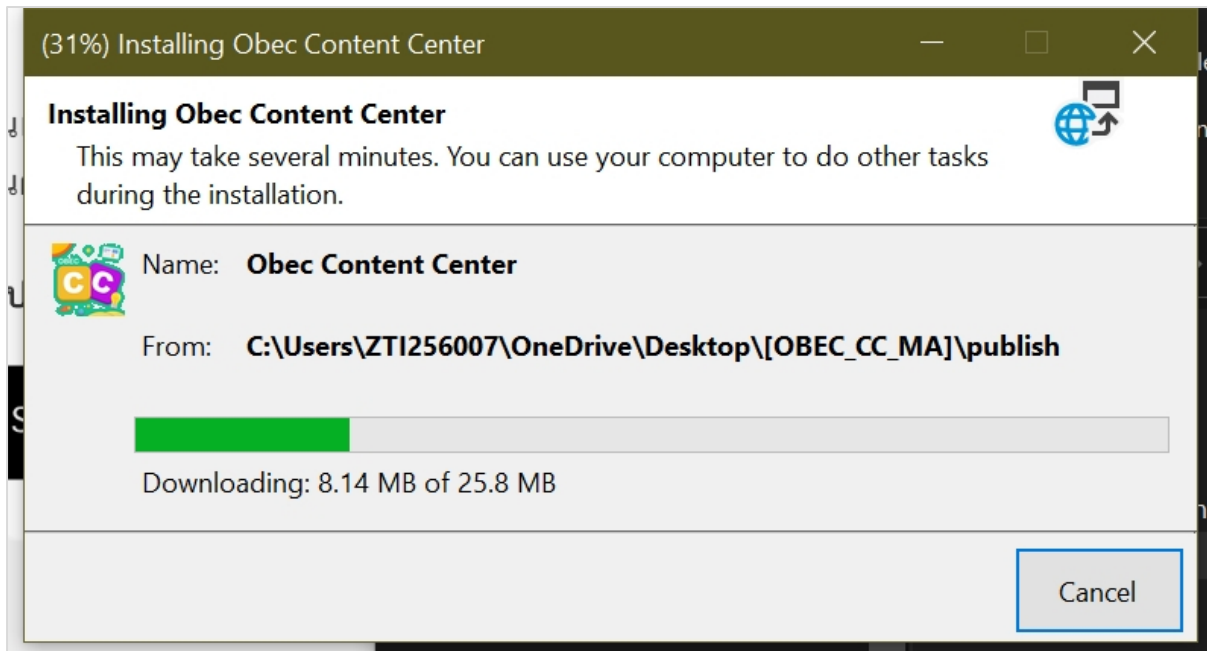 (31%) Installing Obec Content Center
Installing Obec Content Center
This may take several minutes. You can use your computer to do other tasks
during the installation.
OBEC
CC
Name: Obec Content Center
From: C:\Users\ZTI256007\OneDrive\Desktop\[OBEC_CC_MA]\publish
Downloading: 8.14 MB of 25.8 MB
Cancel